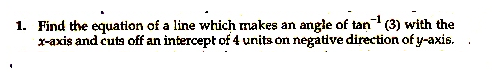 1. Find the equation of a line which makes an angle of tan⁻¹ (3) with the
x-axis and cuts off an intercept of 4 units on negative direction of y-axis.